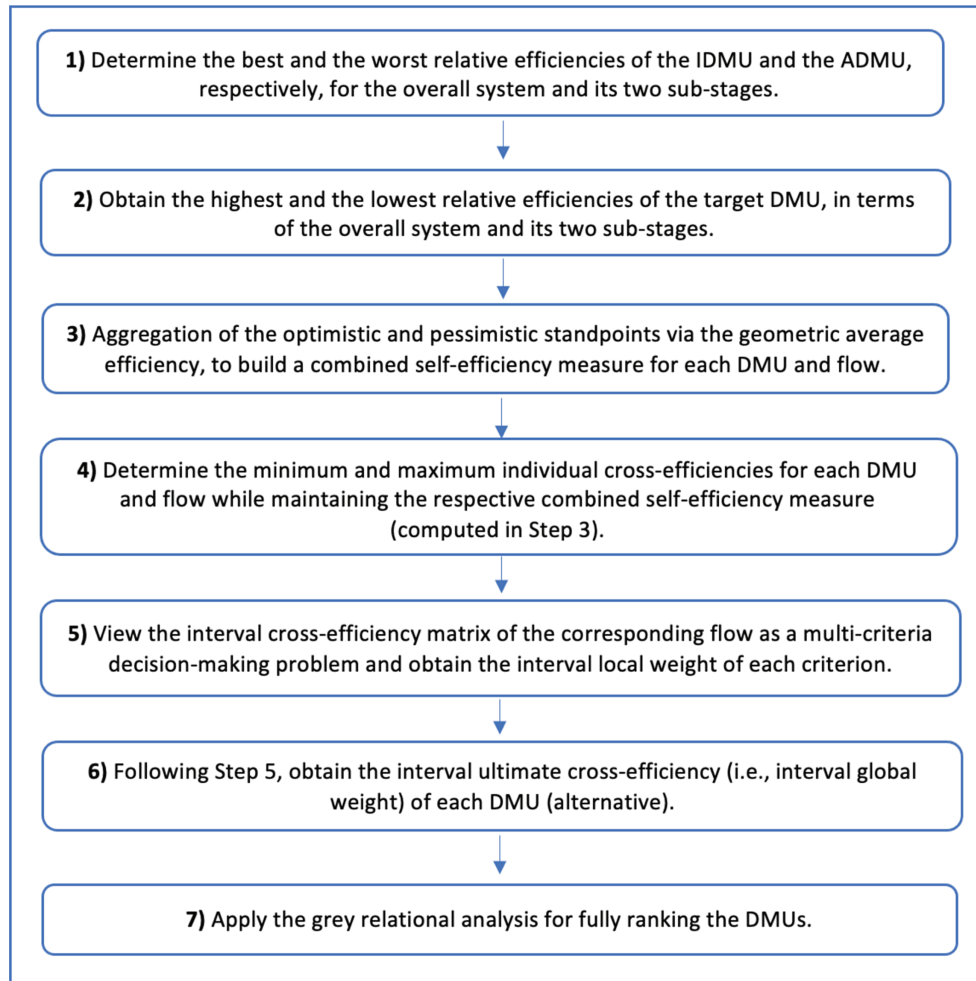 1) Determine the best and the worst relative efficiencies of the IDMU and the ADMU,
respectively, for the overall system and its two sub-stages.
2) Obtain the highest and the lowest relative efficiencies of the target DMU, in terms
of the overall system and its two sub-stages.
3) Aggregation of the optimistic and pessimistic standpoints via the geometric average
efficiency, to build a combined self-efficiency measure for each DMU and flow.
4) Determine the minimum and maximum individual cross-efficiencies for each DMU
and flow while maintaining the respective combined self-efficiency measure
(computed in Step 3).
5) View the interval cross-efficiency matrix of the corresponding flow as a multi-criteria
decision-making problem and obtain the interval local weight of each criterion.
6) Following Step 5, obtain the interval ultimate cross-efficiency (i.e., interval global
weight) of each DMU (alternative).
7) Apply the grey relational analysis for fully ranking the DMUs.